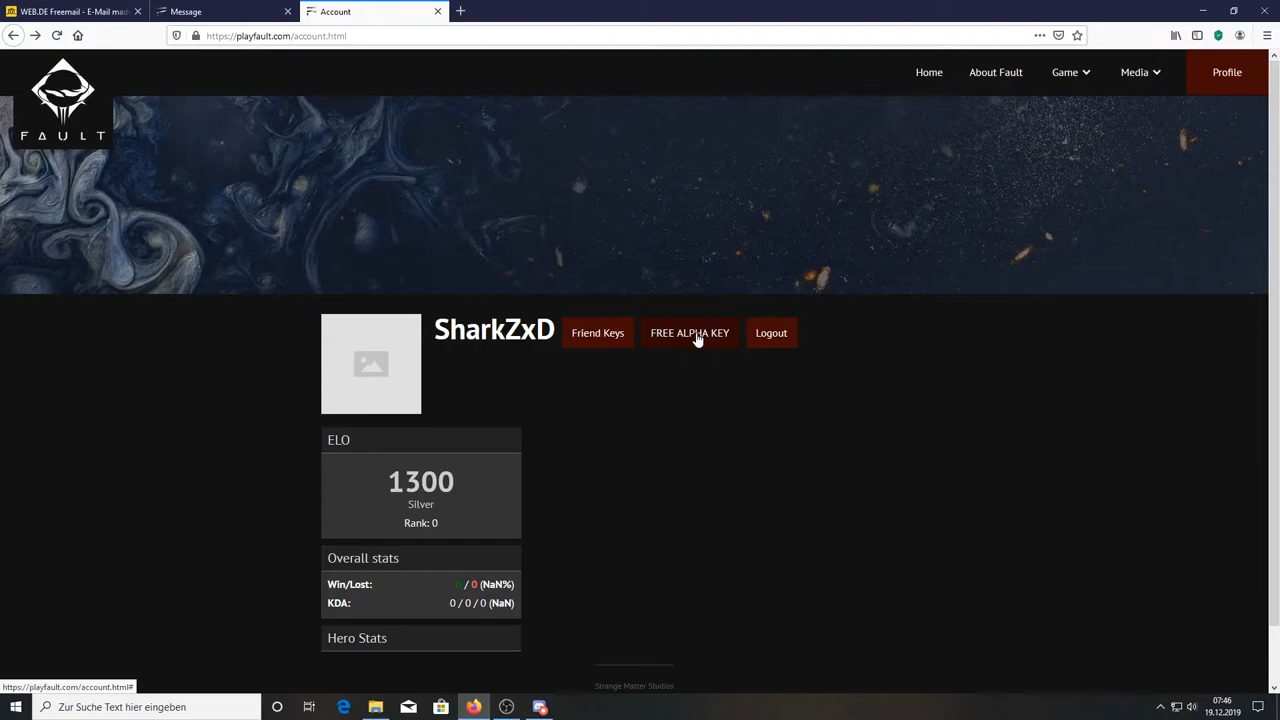 WEB.DE Freemail - E-Mail made
Message
Account
https://playfault.com/account.html
FAULT
Home
About Fault
Game
Media
Profile
SharkZxD
Friend Keys
FREE ALPHA KEY
Logout
ELO
1300
Silver
Rank: 0
Overall stats
Win/Lost:
0 / 0 (NaN%)
KDA:
0 / 0 / 0 (NaN)
Hero Stats
Strange Matter Studios
https://playfault.com/account.html#
Zur Suche Text hier eingeben
07:46
19.12.2019